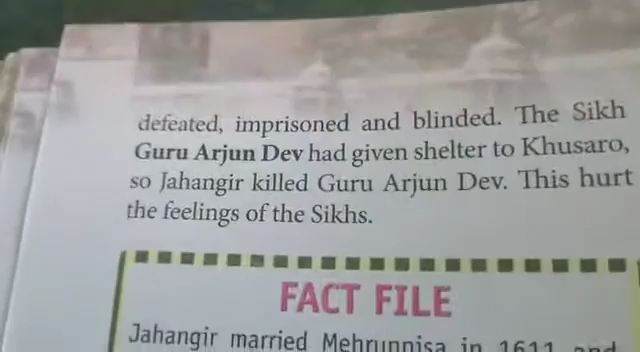 defeated, imprisoned and blinded. The Sikh
Guru Arjun Dev had given shelter to Khusaro,
so Jahangir killed Guru Arjun Dev. This hurt
the feelings of the Sikhs.
FACT FILE
Jahangir married Mehrunnisa in 1611 and